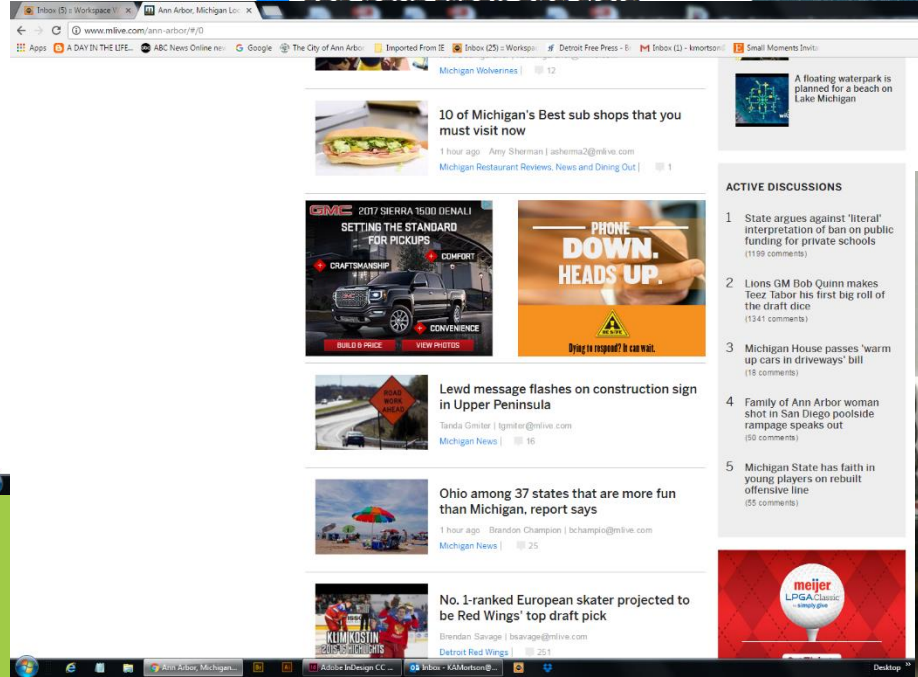 Inbox (5) :: Workspace W
Ann Arbor, Michigan Loc
www.mlive.com/ann-arbor/#/0
Apps
A DAY IN THE LIFE...
ABC News Online new
Google
The City of Ann Arbor
Imported From IE
Inbox (25) :: Workspac
Detroit Free Press - B
Small Moments Invita
Michigan Wolverines | 12
10 of Michigan's Best sub shops that you
must visit now
1 hour ago Amy Sherman | asherma2@mlive.com
Michigan Restaurant Reviews, News and Dining Out | 1
GMC 2017 SIERRA 1500 DENALI
SETTING THE STANDARD
FOR PICKUPS
COMFORT
CRAFTSMANSHIP
CONVENIENCE
BUILD & PRICE
VIEW PHOTOS
PHONE
DOWN.
HEADS UP.
BE SAFE
Dying to respond? It can wait.
ROAD
WORK
AHEAD
Lewd message flashes on construction sign
in Upper Peninsula
Tanda Gmiter | tgmiter@mlive.com
Michigan News | 16
Ohio among 37 states that are more fun
than Michigan, report says
1 hour ago Brandon Champion | bchampio@mlive.com
Michigan News | 25
KLIM KOSTIN
2015-16 HIGHLIGHTS
No. 1-ranked European skater projected to
be Red Wings' top draft pick
Brendan Savage | bsavage@mlive.com
Detroit Red Wings | 251
A floating waterpark is
planned for a beach on
Lake Michigan
ACTIVE DISCUSSIONS
1 State argues against 'literal'
interpretation of ban on public
funding for private schools
(1199 comments)
2 Lions GM Bob Quinn makes
Teez Tabor his first big roll of
the draft dice
(1341 comments)
3 Michigan House passes 'warm
up cars in driveways' bill
(18 comments)
4 Family of Ann Arbor woman
shot in San Diego poolside
rampage speaks out
(50 comments)
5 Michigan State has faith in
young players on rebuilt
offensive line
(55 comments)
meijer
LPGA Classic
simply give
Ann Arbor, Michigan...
Br
Ai
Adobe InDesign CC ...
Inbox - KAMortson@...
Desktop